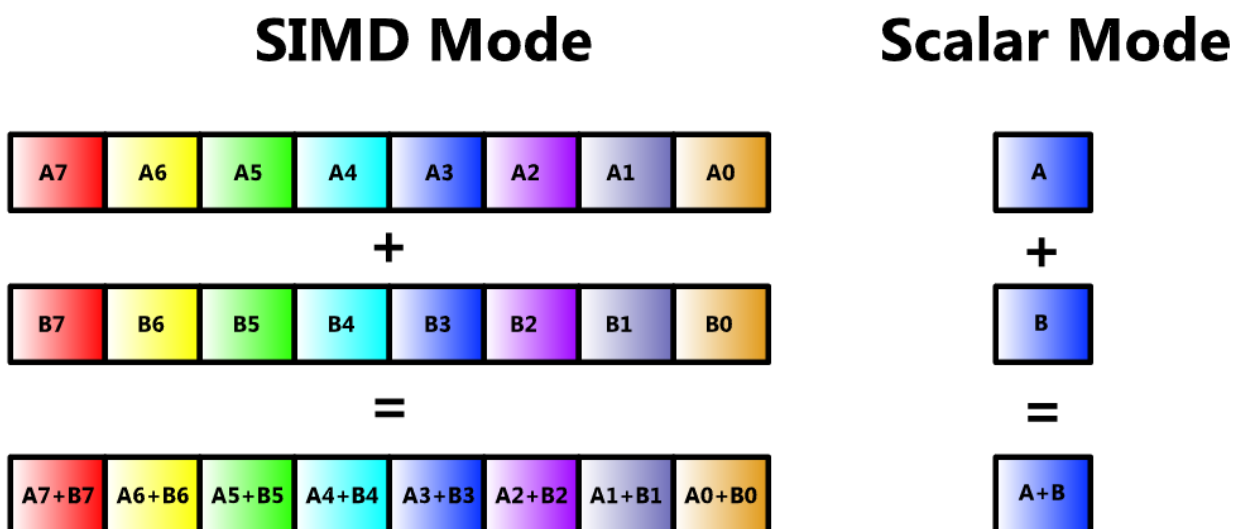 SIMD Mode Scalar Mode
A7 A6 A5 A4 A3 A2 A1 A0 A
+ +
B7 B6 B5 B4 B3 B2 B1 B0 B
= =
A7+B7 A6+B6 A5+B5 A4+B4 A3+B3 A2+B2 A1+B1 A0+B0 A+B